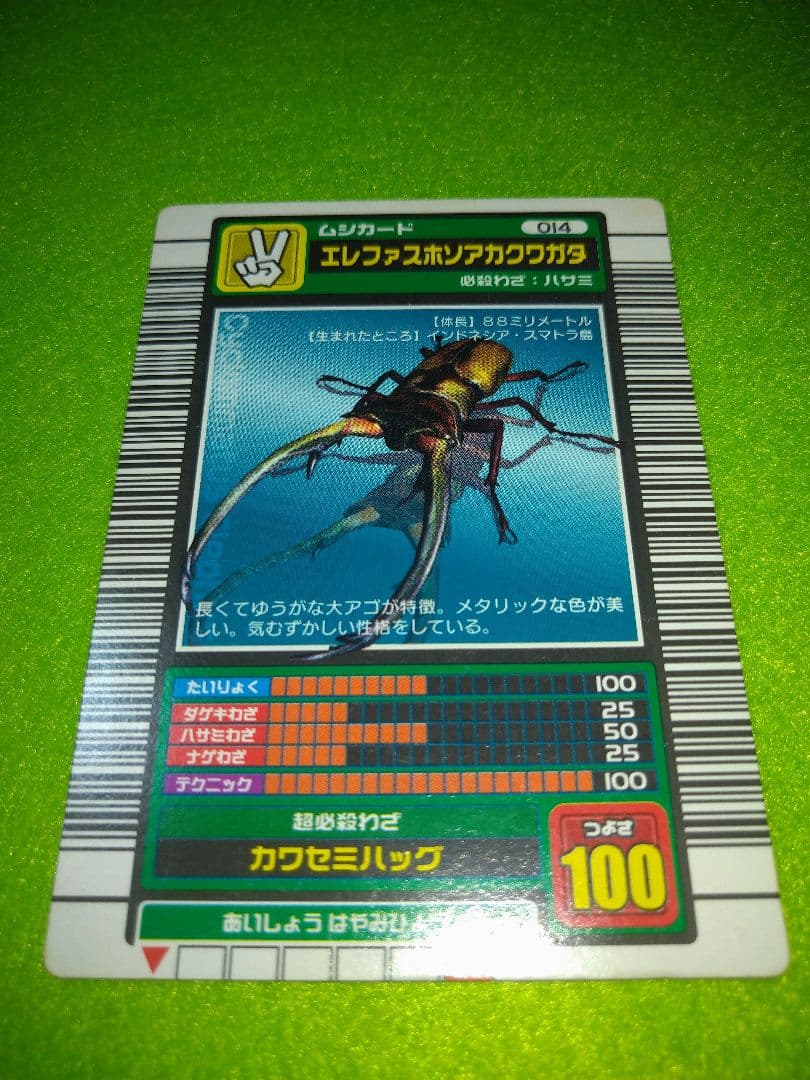 ムシカード
014
エレファスホソアカクワガタ
必殺わざ：ハサミ
【体長】88ミリメートル
【生まれたところ】インドネシア・スマトラ島
長くてゆうがな大アゴが特徴。メタリックな色が美
しい。気むずかしい性格をしている。
たいりょく 100
ダゲキわざ 25
ハサミわざ 50
ナゲわざ 25
テクニック 100
超必殺わざ
カワセミハッグ
つよさ
100
あいしょう はやみひょう